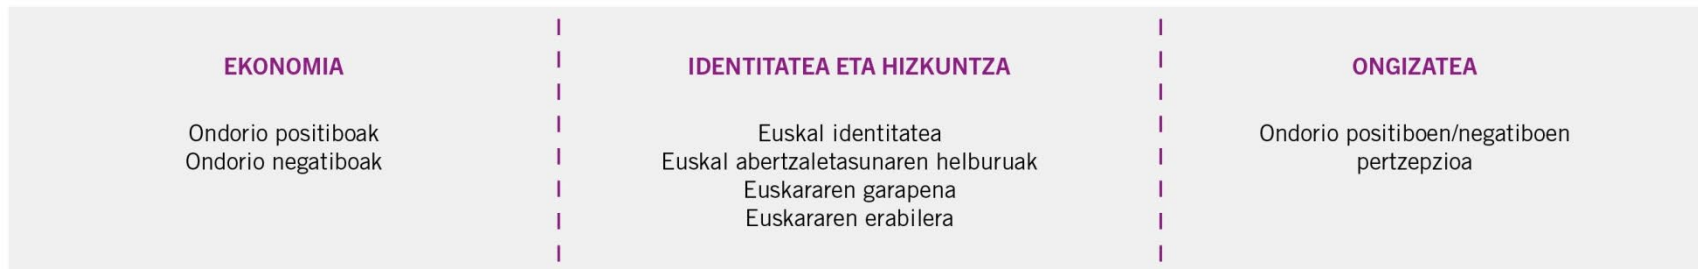 EKONOMIA
Ondorio positiboak
Ondorio negatiboak
IDENTITATEA ETA HIZKUNTZA
Euskal identitatea
Euskal abertzaletasunaren helburuak
Euskararen garapena
Euskararen erabilera
ONGIZATEA
Ondorio positiboen/negatiboen
pertzepzioa